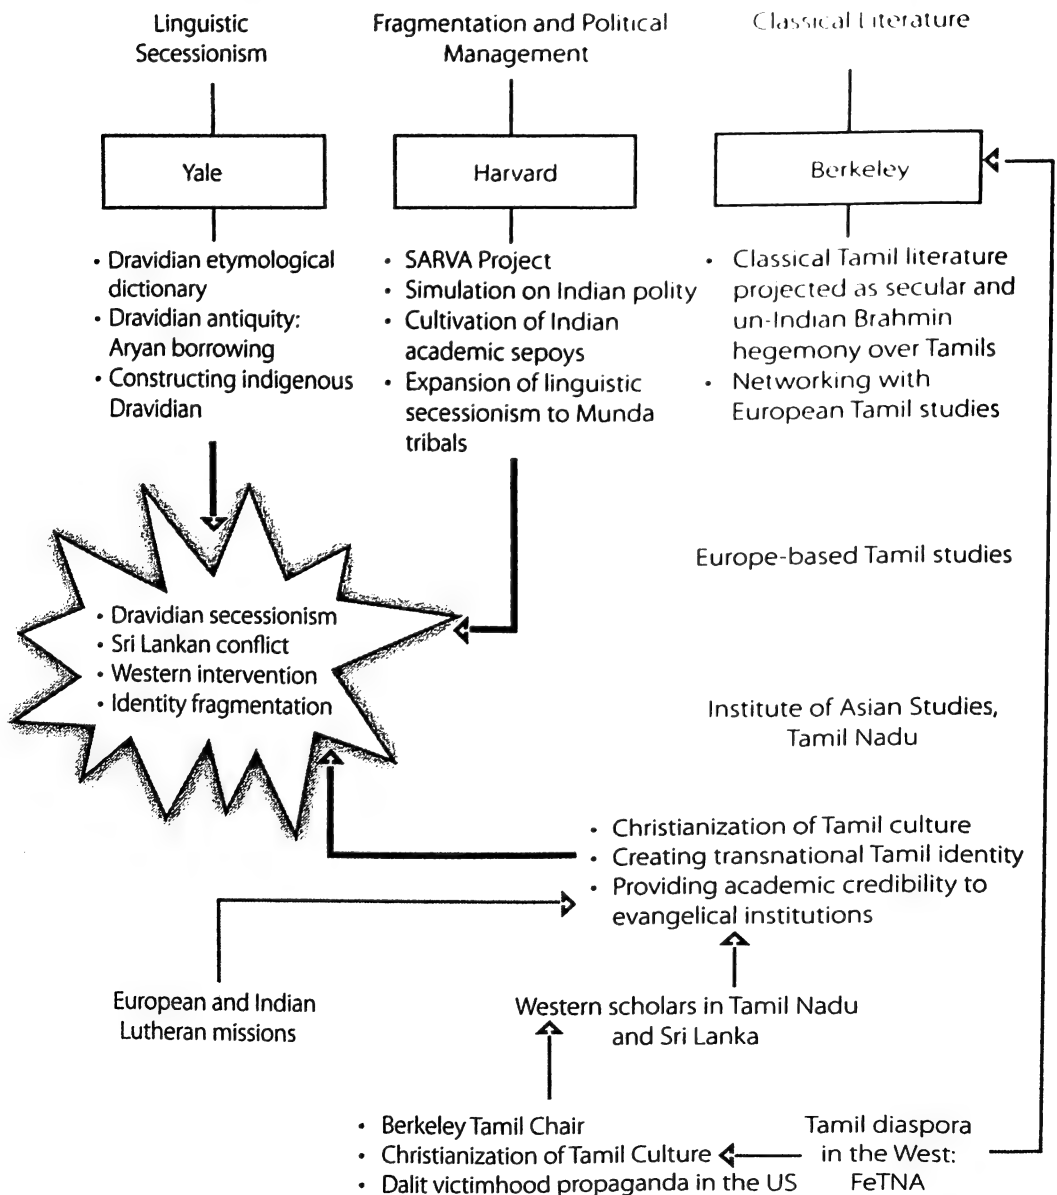 Linguistic
Secessionism
Fragmentation and Political
Management
Classical Literature
Yale
Harvard
Berkeley
• Dravidian etymological
dictionary
• Dravidian antiquity:
Aryan borrowing
• Constructing indigenous
Dravidian
• SARVA Project
• Simulation on Indian polity
• Cultivation of Indian
academic sepoys
• Expansion of linguistic
secessionism to Munda
tribals
• Classical Tamil literature
projected as secular and
un-Indian Brahmin
hegemony over Tamils
• Networking with
European Tamil studies
• Dravidian secessionism
• Sri Lankan conflict
• Western intervention
• Identity fragmentation
Europe-based Tamil studies
Institute of Asian Studies,
Tamil Nadu
• Christianization of Tamil culture
• Creating transnational Tamil identity
• Providing academic credibility to
evangelical institutions
European and Indian
Lutheran missions
Western scholars in Tamil Nadu
and Sri Lanka
• Berkeley Tamil Chair
• Christianization of Tamil Culture
• Dalit victimhood propaganda in the US
Tamil diaspora
in the West:
FeTNA